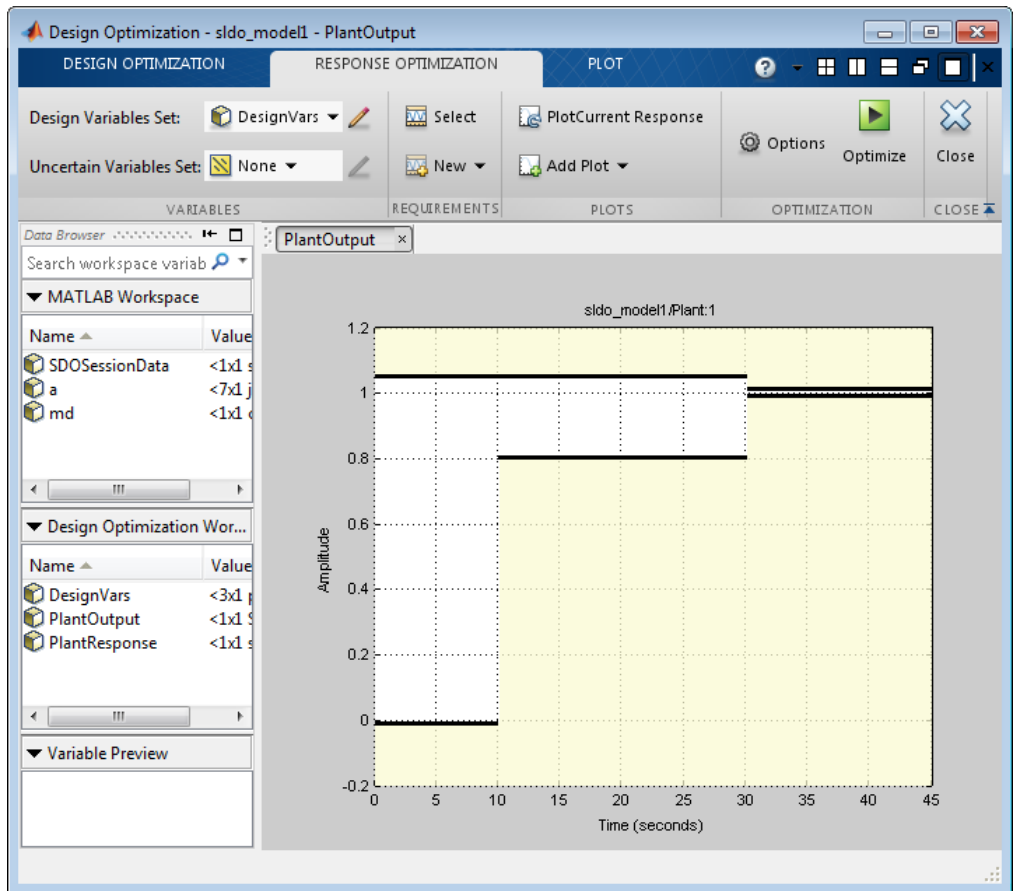 Design Optimization - sldo_model1 - PlantOutput
DESIGN OPTIMIZATION
RESPONSE OPTIMIZATION
PLOT
Design Variables Set:
DesignVars
Select
PlotCurrent Response
Options
Optimize
Close
Uncertain Variables Set:
None
New
Add Plot
VARIABLES
REQUIREMENTS
PLOTS
OPTIMIZATION
CLOSE
Data Browser
Search workspace variab
MATLAB Workspace
Name Value
SDOSessionData <1x1 s
a <7x1 j
md <1x1
Design Optimization Wor...
Name Value
DesignVars <3x1 p
PlantOutput <1x1 S
PlantResponse <1x1 s
Variable Preview
PlantOutput
sldo_model1/Plant:1
1.2
1
0.8
0.6
0.4
0.2
0
-0.2
Amplitude
0 5 10 15 20 25 30 35 40 45
Time (seconds)